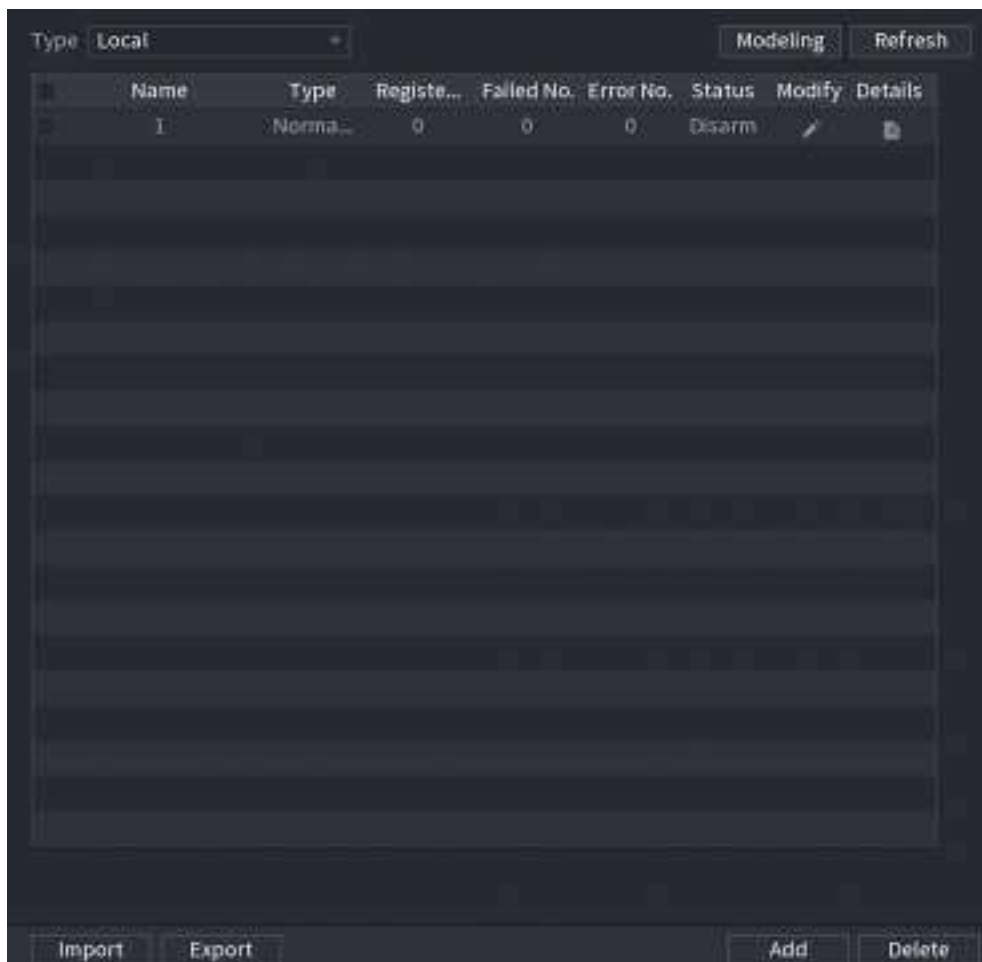 Type Local Modeling Refresh
Name Type Registe... Failed No. Error No. Status Modify Details
1 Norma... 0 0 0 Disarm
Import Export Add Delete